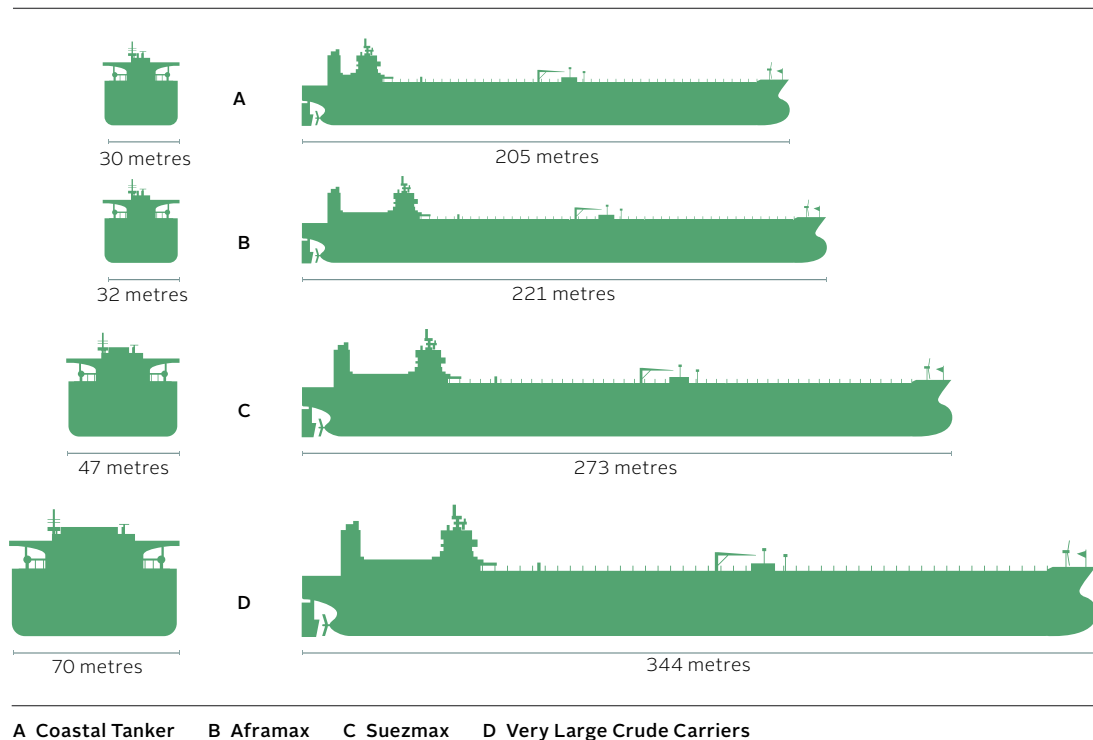 A
30 metres
205 metres
B
32 metres
221 metres
C
47 metres
273 metres
D
70 metres
344 metres
A Coastal Tanker B Aframax C Suezmax D Very Large Crude Carriers